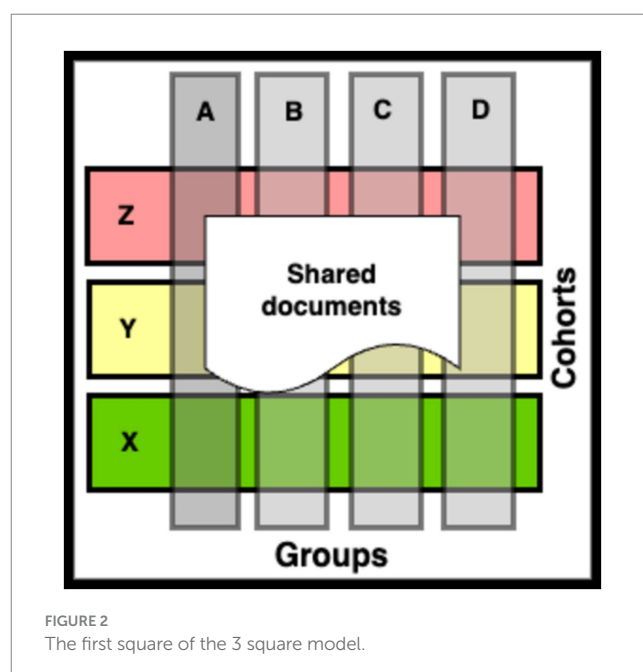 A B C D
Z
Shared
documents
Y
Cohorts
X
Groups
FIGURE 2
The first square of the 3 square model.